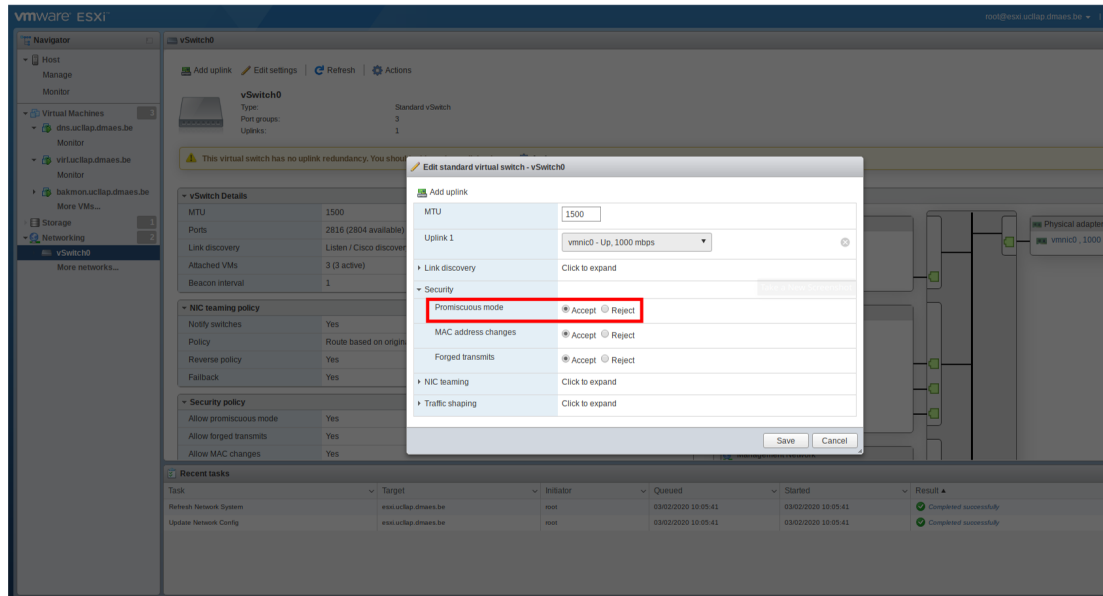 vmware ESXi
root@esxi.ucllap.dmaes.be
Navigator
vSwitch0
Host
Manage
Monitor
Virtual Machines 3
dns.ucllap.dmaes.be
Monitor
virl.ucllap.dmaes.be
Monitor
bakmon.ucllap.dmaes.be
More VMs...
Storage
Networking 2
vSwitch0
More networks...
Add uplink Edit settings Refresh Actions
vSwitch0
Type: Standard vSwitch
Port groups: 3
Uplinks: 1
This virtual switch has no uplink redundancy. You
vSwitch Details
MTU 1500
Ports 2816 (2804 available)
Link discovery Listen / Cisco
Attached VMs 3 (3 active)
Beacon interval 1
NIC teaming policy
Notify switches Yes
Policy Route based on
Reverse policy Yes
Failback Yes
Security policy
Allow promiscuous mode Yes
Allow forged transmits Yes
Allow MAC changes Yes
Edit standard virtual switch - vSwitch0
Add uplink
MTU 1500
Uplink 1 vmnic0 - Up, 1000 mbps
Link discovery Click to expand
Security
Promiscuous mode Accept Reject
MAC address changes Accept Reject
Forged transmits Accept Reject
NIC teaming Click to expand
Traffic shaping Click to expand
Save Cancel
Physical adapter
vmnic0 , 1000
Recent tasks
Task Target Initiator Queued Started Result
Refresh Network System esxi.ucllap.dmaes.be root 03/02/2020 10:05:41 03/02/2020 10:05:41 Completed successfully
Update Network Config esxi.ucllap.dmaes.be root 03/02/2020 10:05:41 03/02/2020 10:05:41 Completed successfully